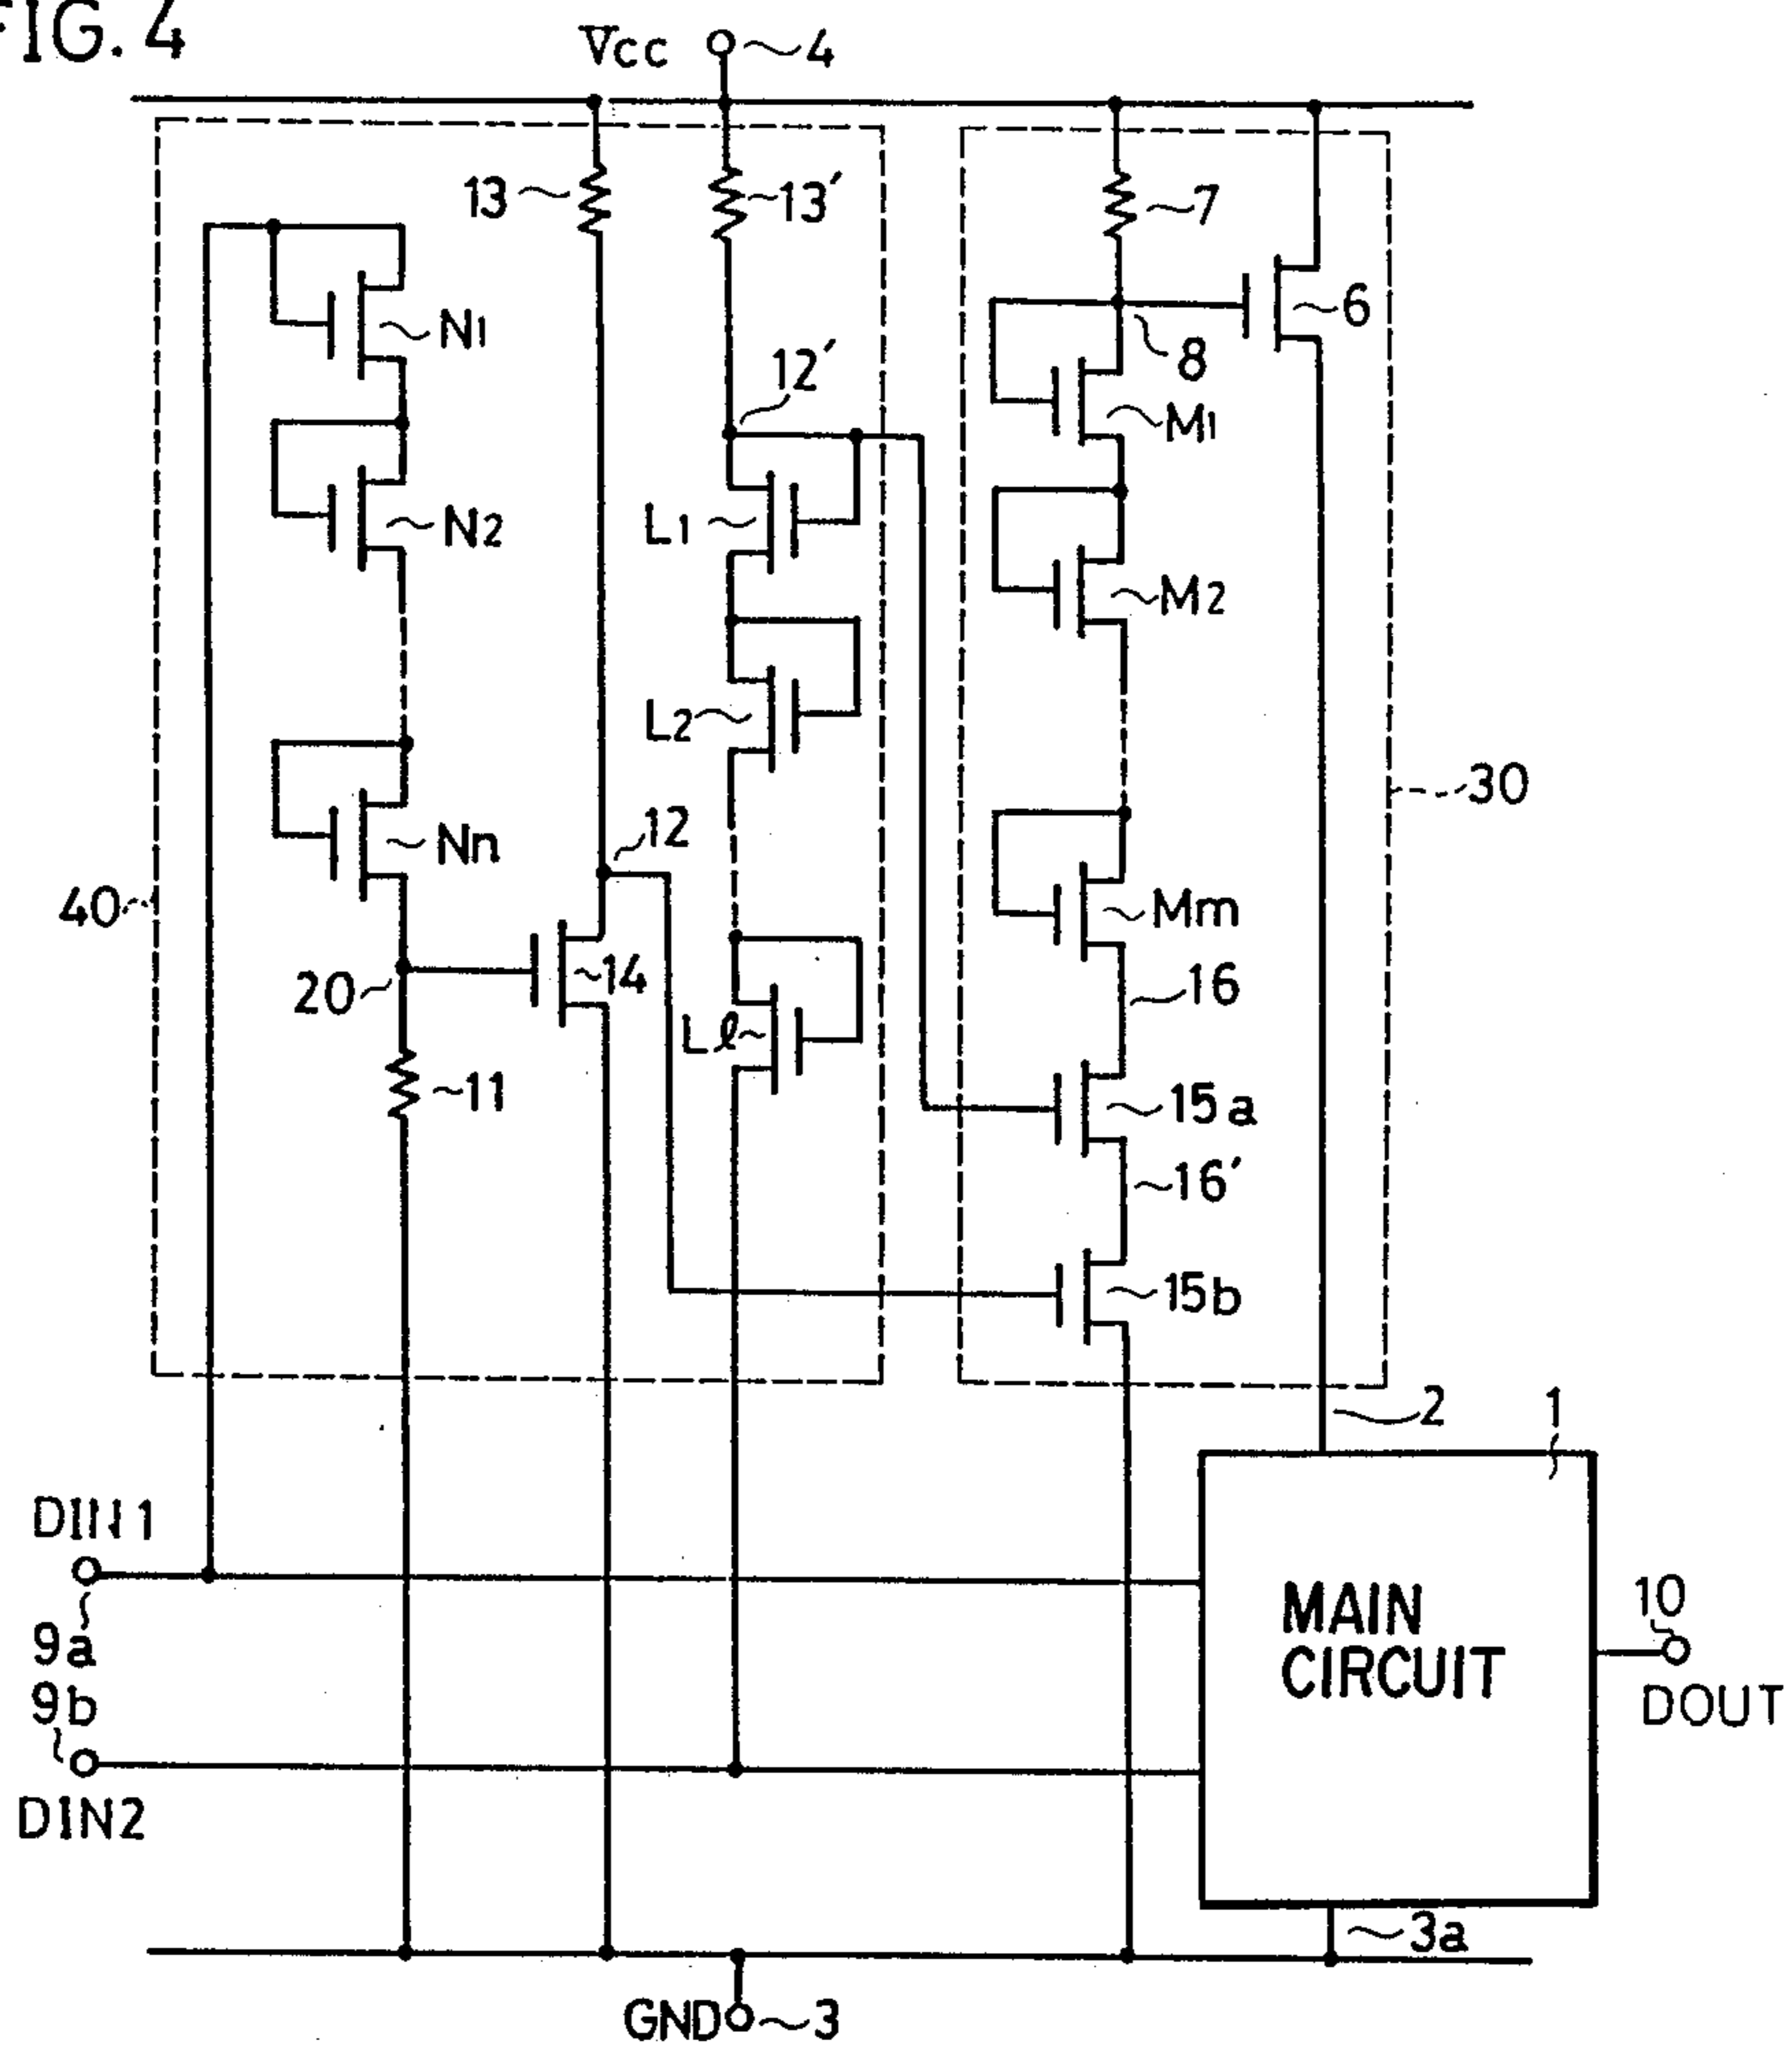 FIG. 4
Vcc
4
13
13′
7
N1
6
8
12′
M1
N2
L1
M2
L2
30
12
Nn
40
Mm
14
20
16
Lℓ
11
15a
16′
15b
2
1
DIN1
9a
MAIN
CIRCUIT
10
9b
DOUT
DIN2
3a
GND
3